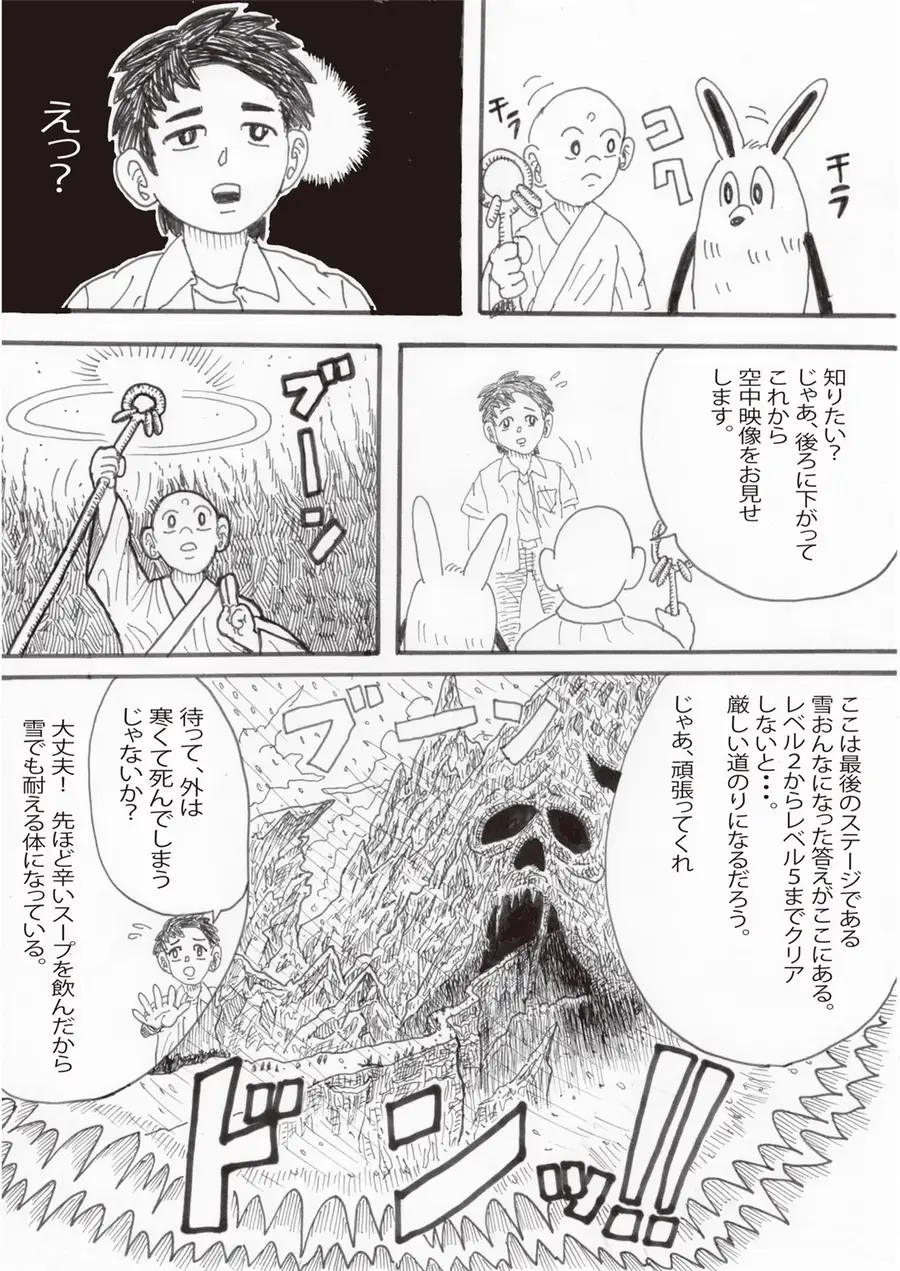 チラ
コク
チラ
えっ？
知りたい？
じゃあ、後ろに下がって
これから
空中映像をお見せ
します。
ブーン
ここは最後のステージである
雪おんなになった答えがここにある。
レベル２からレベル５までクリア
しないと・・・。
厳しい道のりになるだろう。
じゃあ、頑張ってくれ
ブーン
待って、外は
寒くて死んでしまう
じゃないか？
大丈夫！　先ほど辛いスープを飲んだから
雪でも耐える体になっている。
ドンッ!!